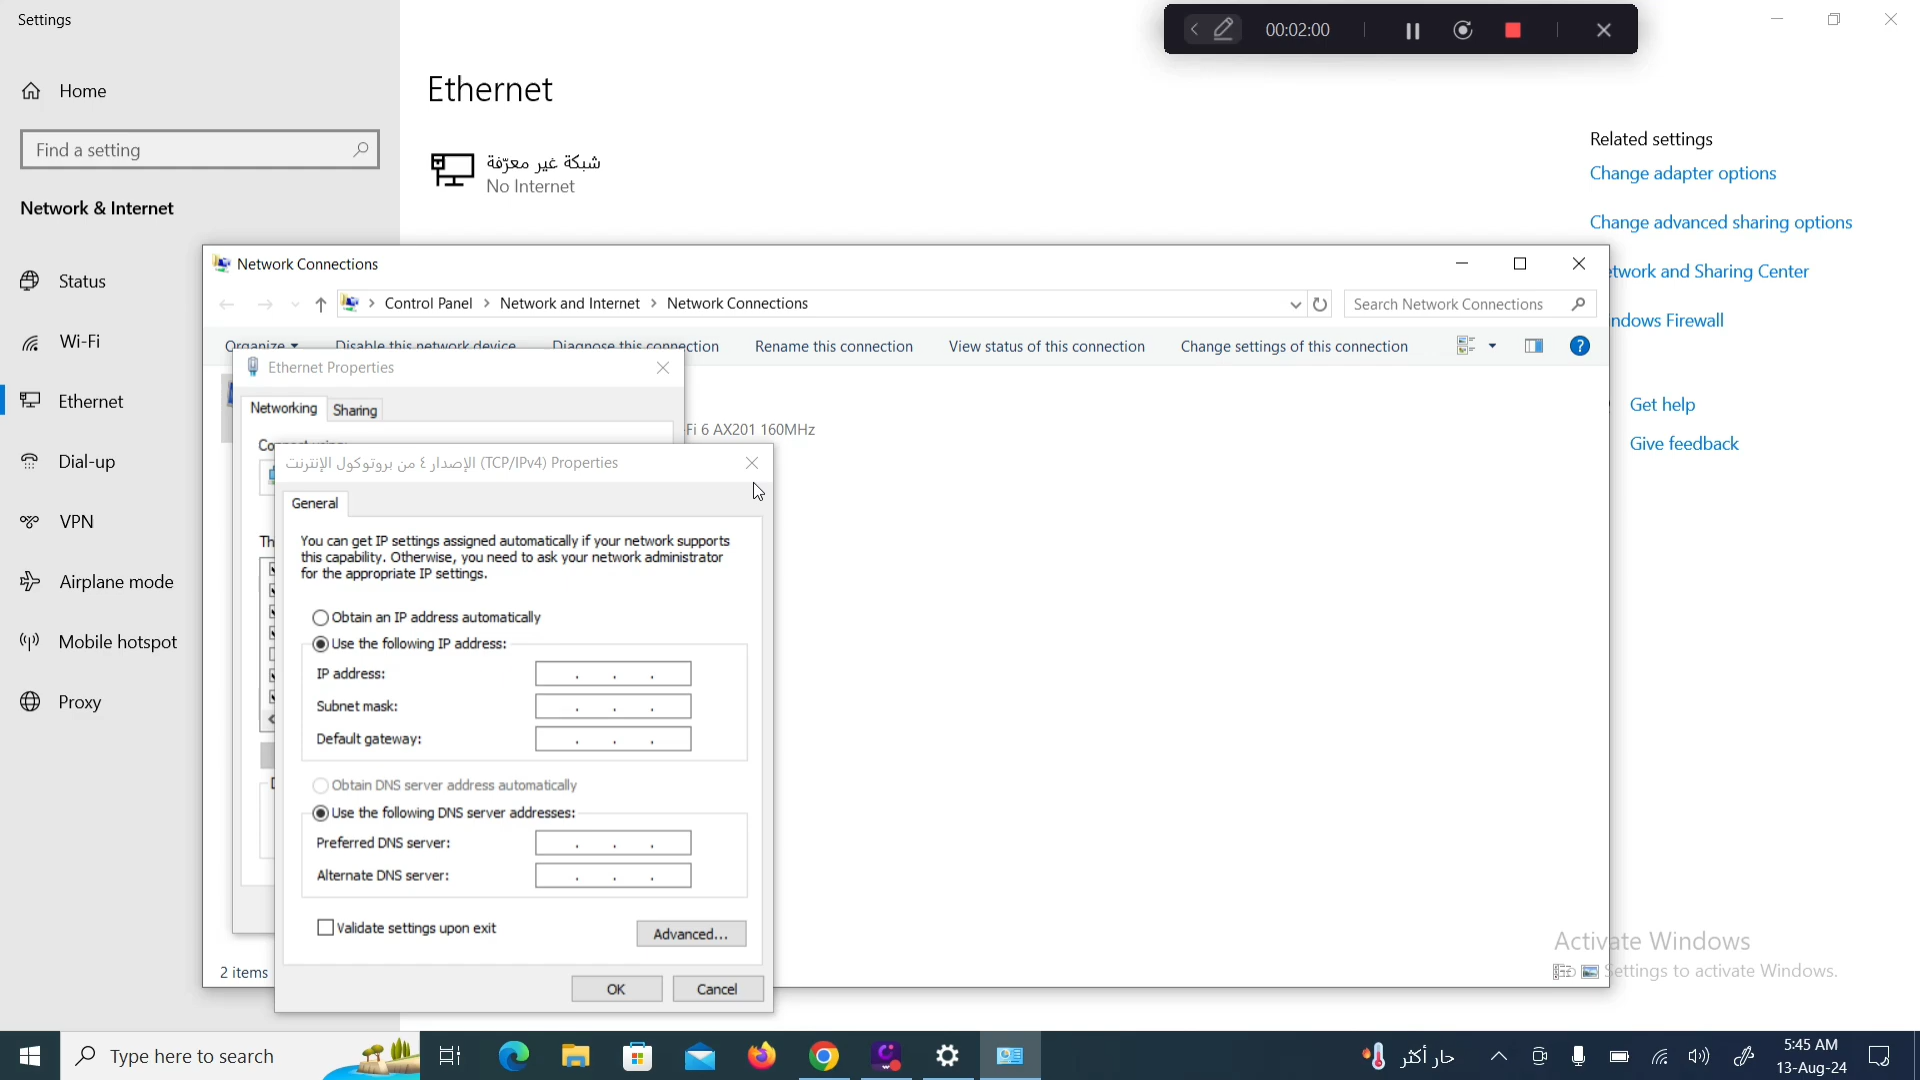 Settings
00:02:00
Home
Find a setting
Network & Internet
Status
Wi-Fi
Ethernet
Dial-up
VPN
Airplane mode
Mobile hotspot
Proxy
Ethernet
شبكة غير معرّفة
No Internet
Related settings
Change adapter options
Change advanced sharing options
twork and Sharing Center
ndows Firewall
Get help
Give feedback
Network Connections
Control Panel > Network and Internet > Network Connections
Search Network Connections
Organize Disable this network device Diagnose this connection Rename this connection View status of this connection Change settings of this connection
Fi 6 AX201 160MHz
2 items
Ethernet Properties
Networking Sharing
Th
الإصدار ٤ من بروتوكول الإنترنت (TCP/IPv4) Properties
General
You can get IP settings assigned automatically if your network supports
this capability. Otherwise, you need to ask your network administrator
for the appropriate IP settings.
Obtain an IP address automatically
Use the following IP address:
IP address:
Subnet mask:
Default gateway:
Obtain DNS server address automatically
Use the following DNS server addresses:
Preferred DNS server:
Alternate DNS server:
Validate settings upon exit
Advanced...
OK Cancel
Activate Windows
Settings to activate Windows.
Type here to search
حار أكثر
5:45 AM
13-Aug-24